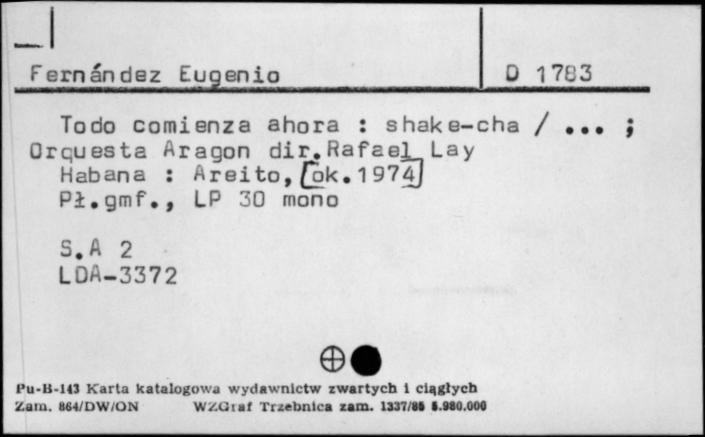 Fernández Eugenio
D 1783
Todo comienza ahora : shake-cha / ... ;
Orquesta Aragon dir.Rafael Lay
Habana : Areito, [ok.1974]
Pł.gmf., LP 30 mono
S.A 2
LDA-3372
Pu-B-143 Karta katalogowa wydawnictw zwartych i ciągłych
Zam. 864/DW/ON WZGraf Trzebnica zam. 1337/85 5.980.000